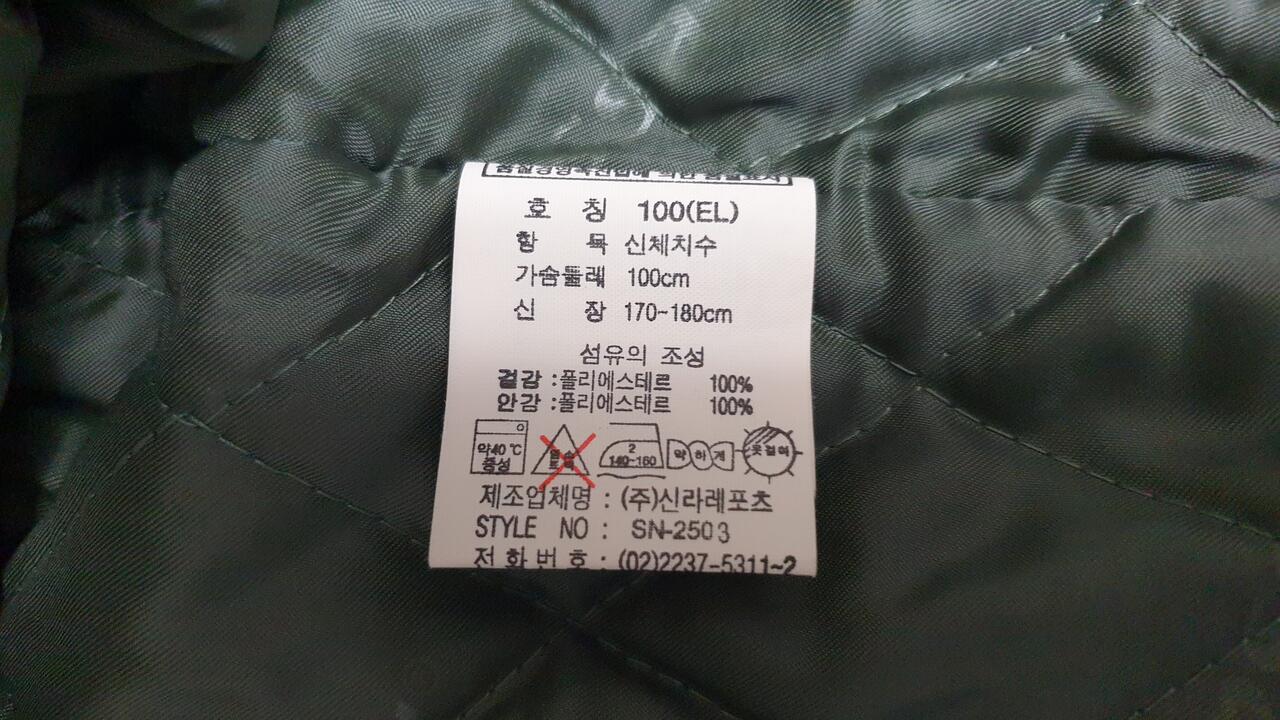 호 칭 100(EL)
항 목 신체치수
가슴둘레 100cm
신 장 170~180cm
섬유의 조성
겉감 :폴리에스테르 100%
안감 :폴리에스테르 100%
약40℃ 중성 2 140~160 약하게 옷걸이
제조업체명 : (주)신라레포츠
STYLE NO : SN-2503
전화번호 : (02)2237-5311~2